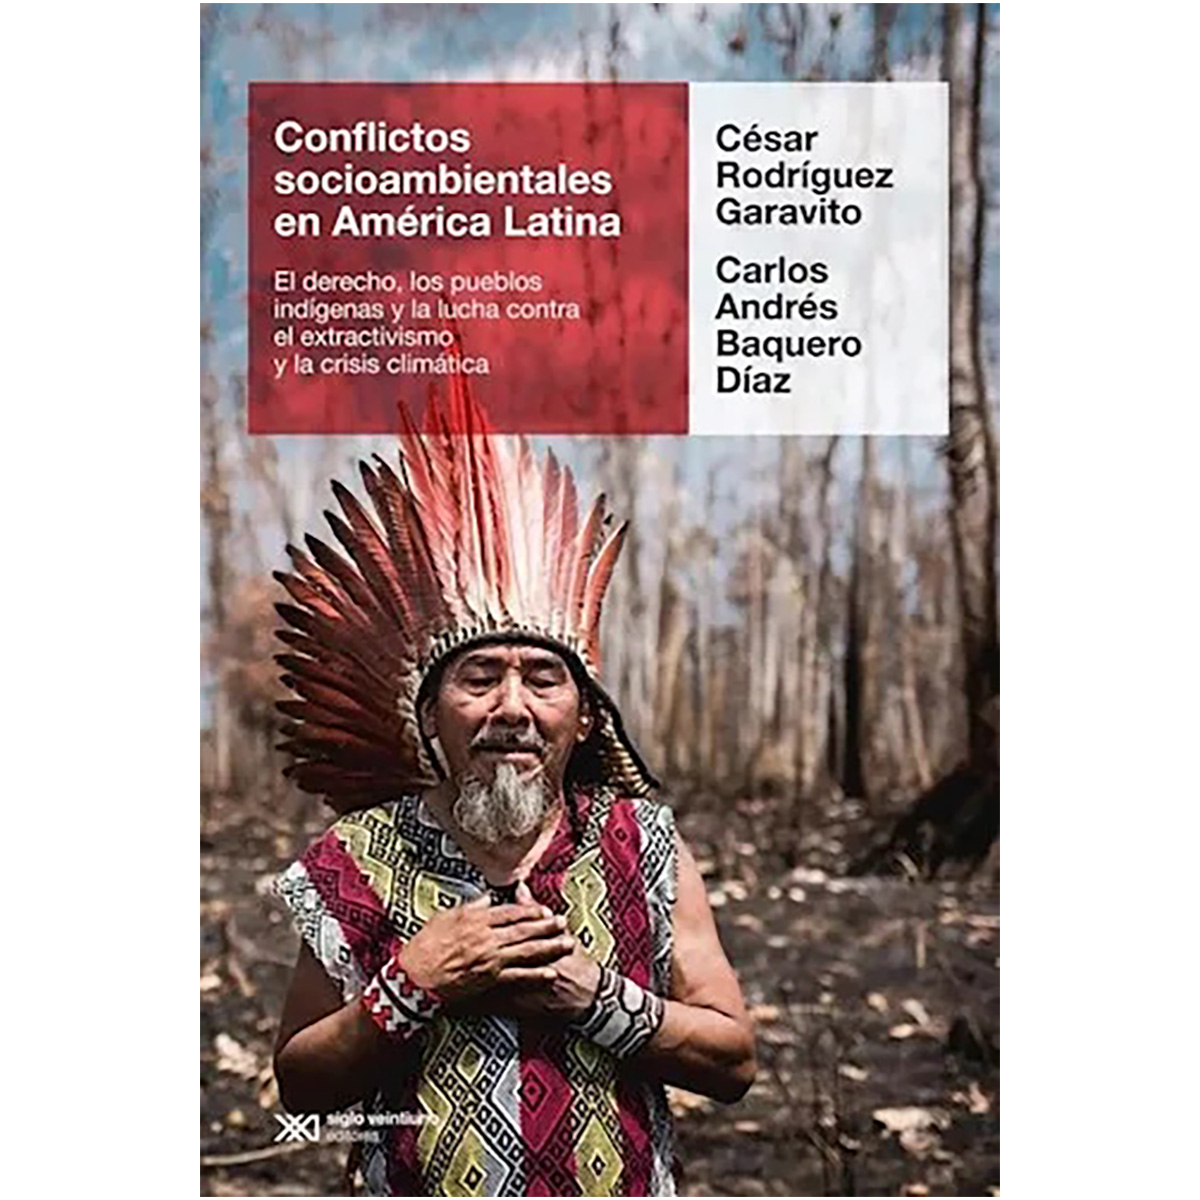 Conflictos
socioambientales
en América Latina
El derecho, los pueblos
indígenas y la lucha contra
el extractivismo
y la crisis climática
César
Rodríguez
Garavito
Carlos
Andrés
Baquero
Díaz
siglo veintiuno
editores